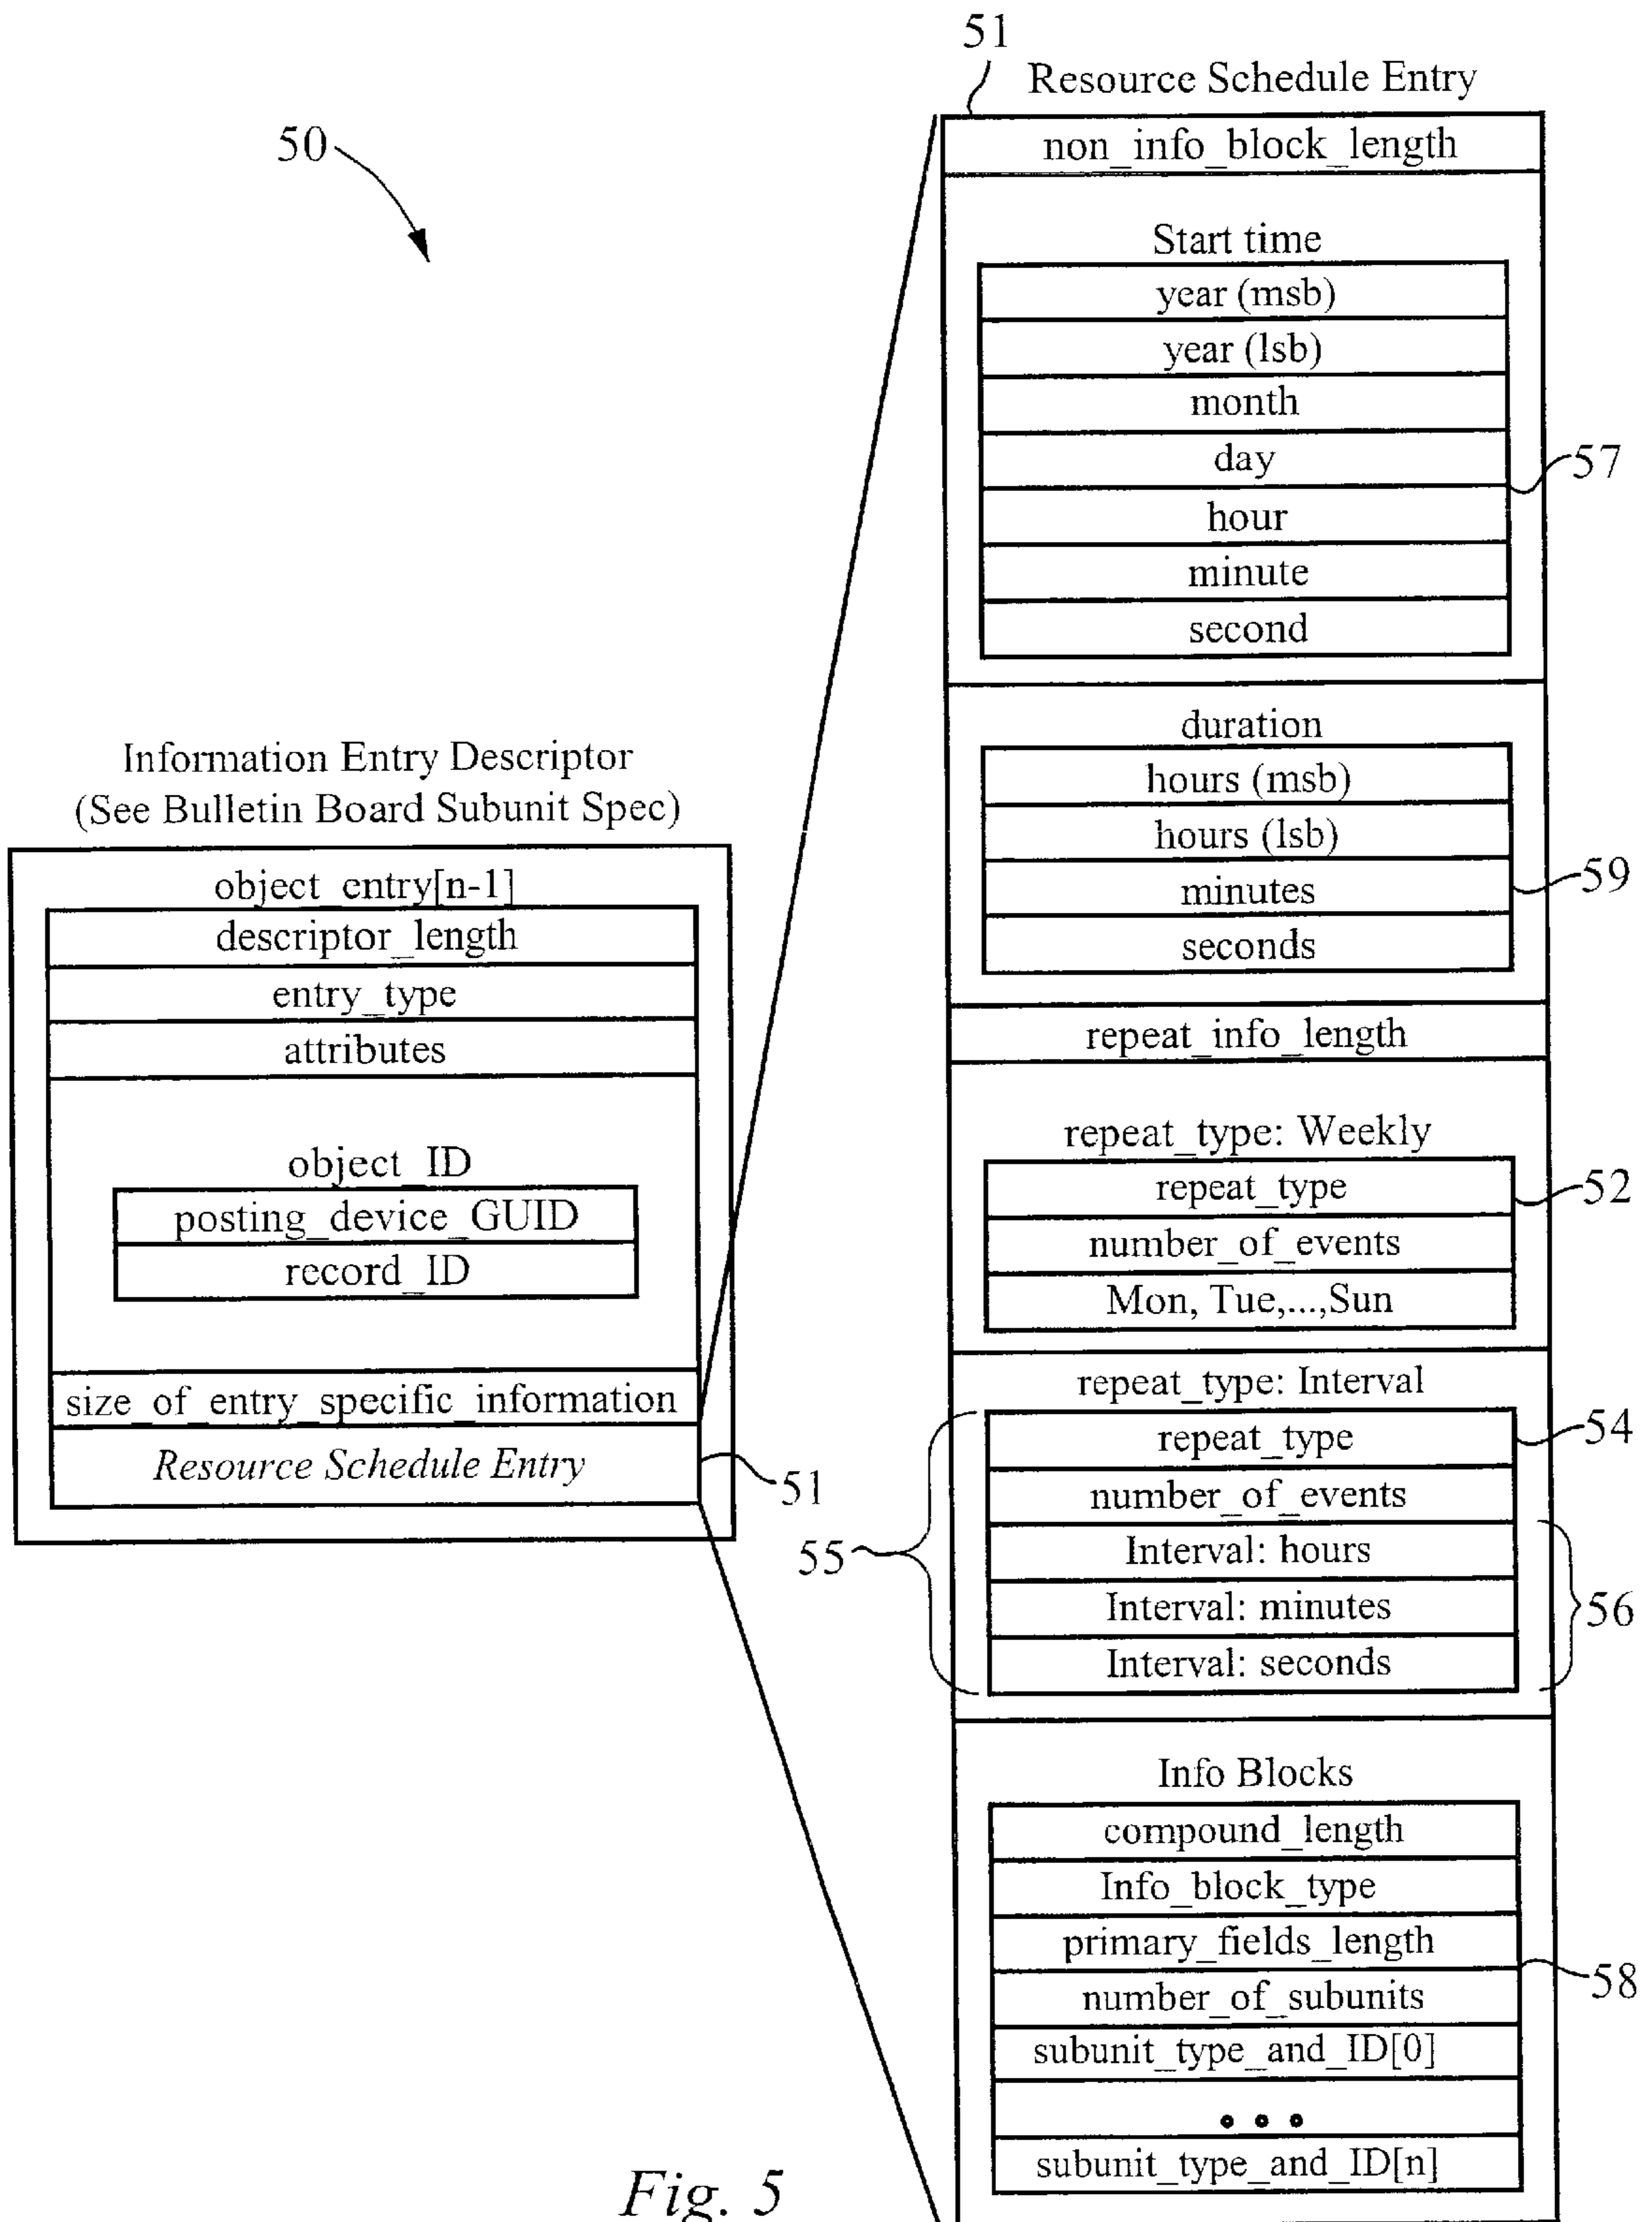 50
Information Entry Descriptor
(See Bulletin Board Subunit Spec)
object_entry[n-1]
descriptor_length
entry_type
attributes
object_ID
posting_device_GUID
record_ID
size_of_entry_specific_information
Resource Schedule Entry
51
51
Resource Schedule Entry
non_info_block_length
Start time
year (msb)
year (lsb)
month
day
57
hour
minute
second
duration
hours (msb)
hours (lsb)
minutes
59
seconds
repeat_info_length
repeat_type: Weekly
repeat_type
52
number_of_events
Mon, Tue,...,Sun
repeat_type: Interval
repeat_type
54
number_of_events
55
Interval: hours
Interval: minutes
56
Interval: seconds
Info Blocks
compound_length
Info_block_type
primary_fields_length
58
number_of_subunits
subunit_type_and_ID[0]
• • •
subunit_type_and_ID[n]
Fig. 5